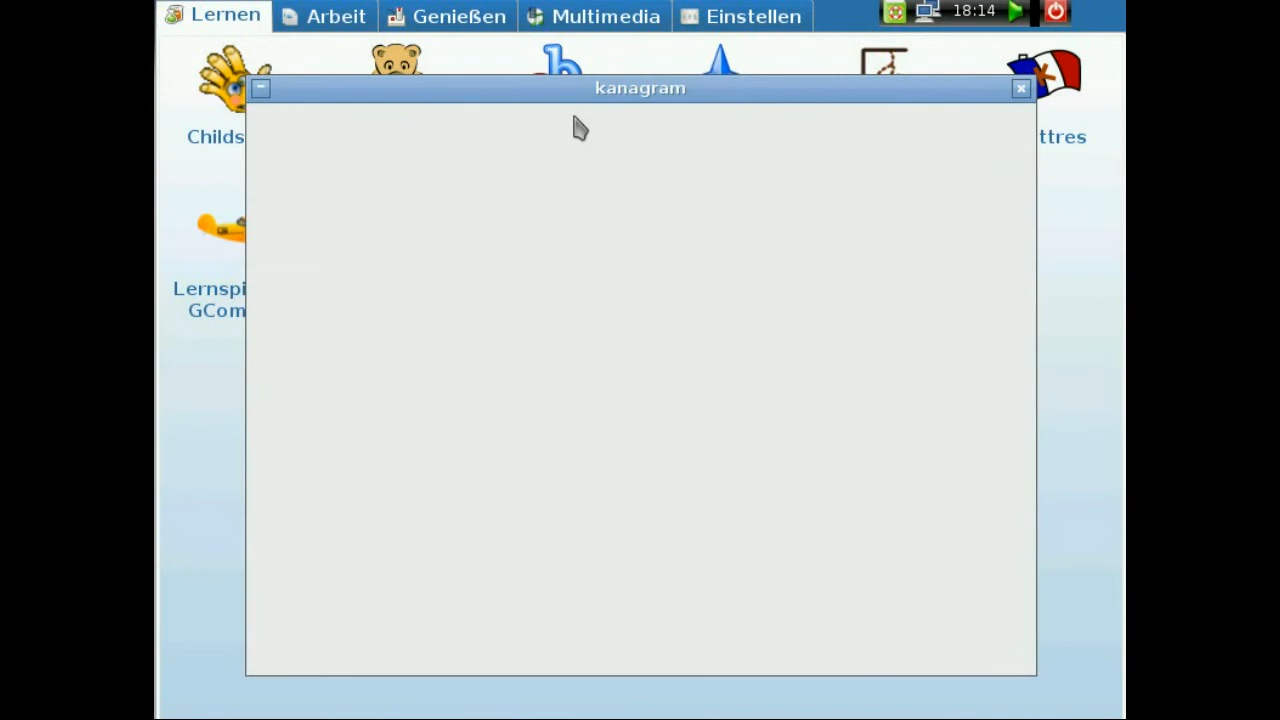 Lernen Arbeit Genießen Multimedia Einstellen 18:14
kanagram
Childs ttres
Lernspi
GCom